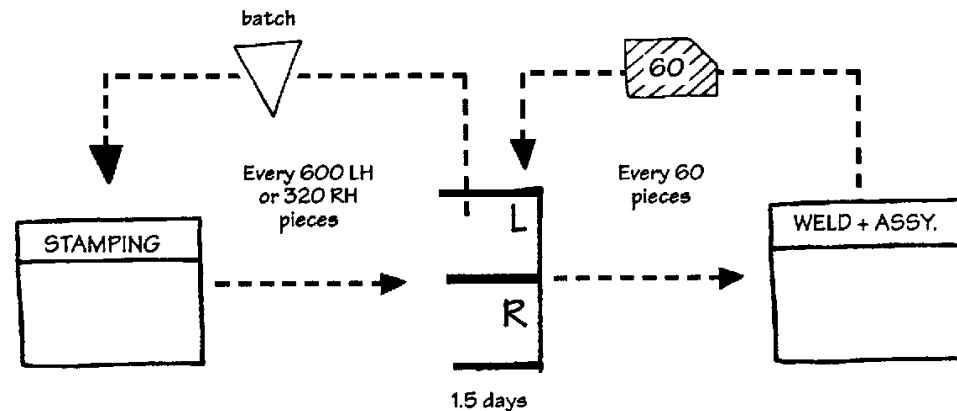 batch
60
Every 600 LH
or 320 RH
pieces
Every 60
pieces
STAMPING
L
WELD + ASSY.
R
1.5 days